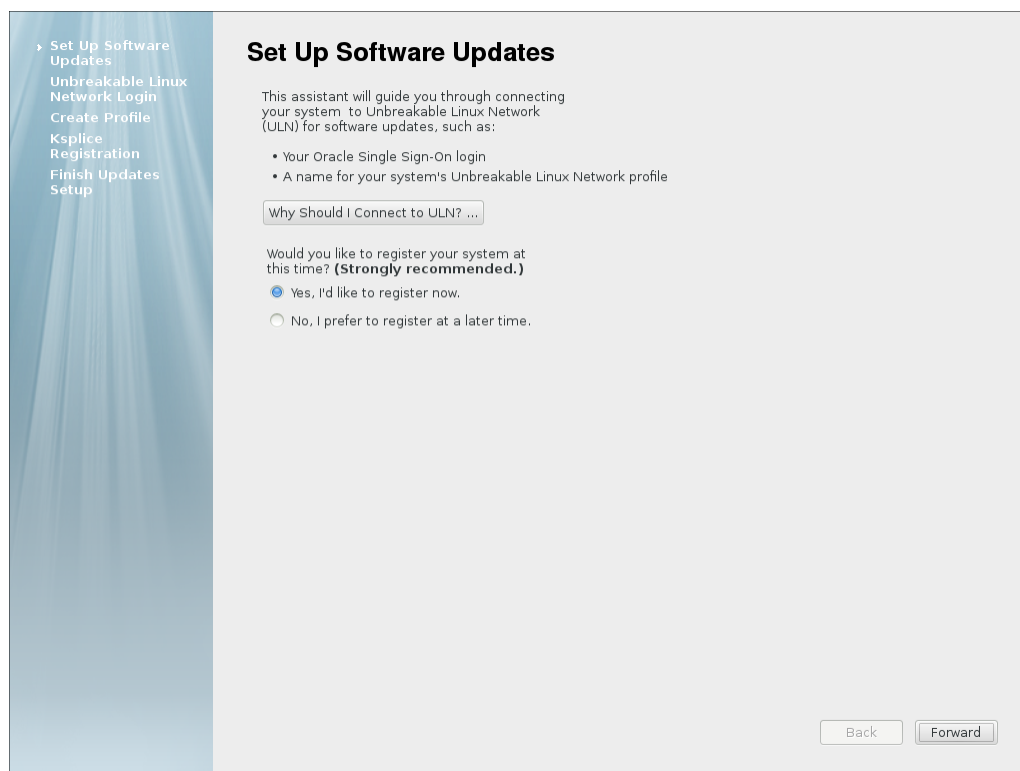 Set Up Software
Updates
Unbreakable Linux
Network Login
Create Profile
Ksplice
Registration
Finish Updates
Setup
Set Up Software Updates
This assistant will guide you through connecting
your system  to Unbreakable Linux Network
(ULN) for software updates, such as:
• Your Oracle Single Sign-On login
• A name for your system's Unbreakable Linux Network profile
Why Should I Connect to ULN? ...
Would you like to register your system at
this time? (Strongly recommended.)
Yes, I'd like to register now.
No, I prefer to register at a later time.
Back
Forward